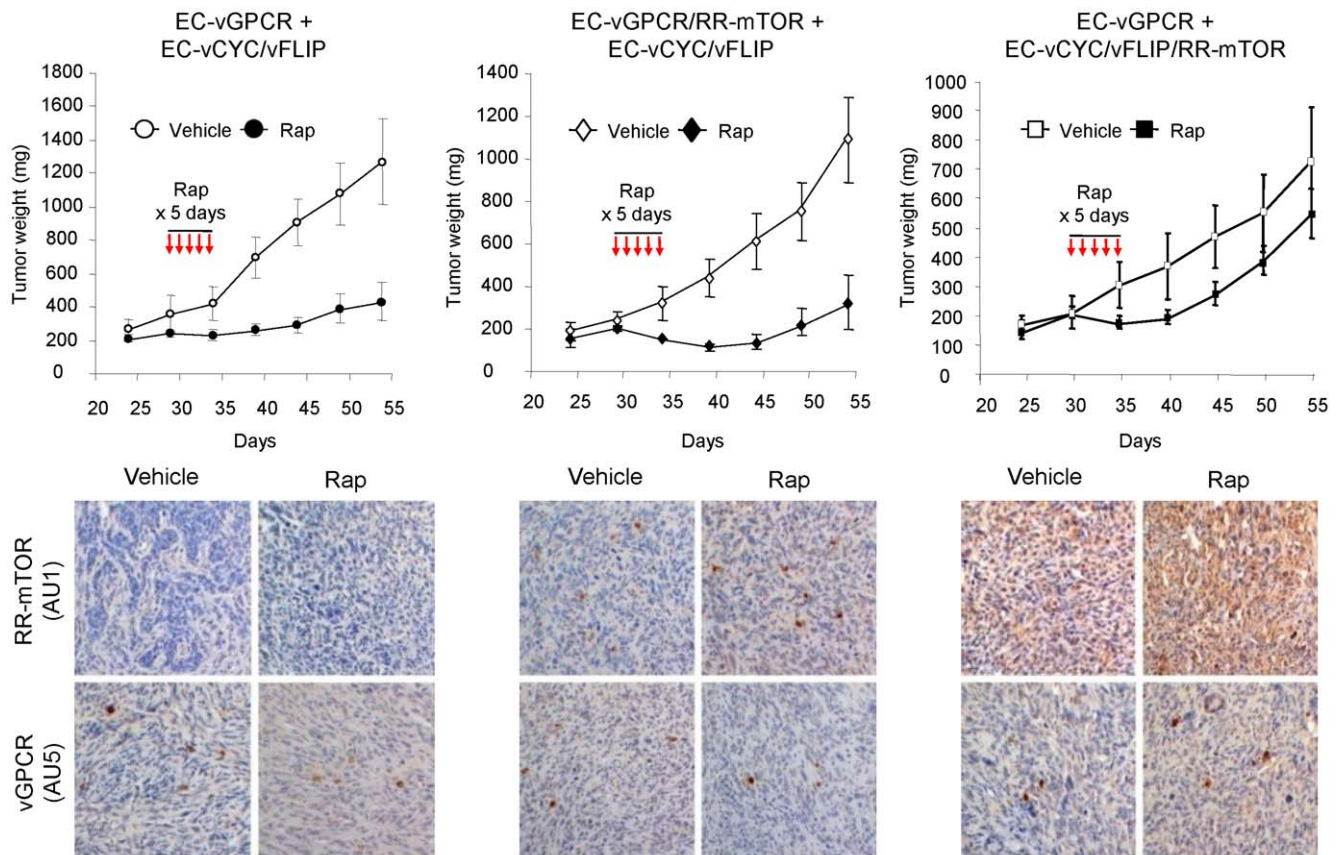 EC-vGPCR +
EC-vCYC/vFLIP
1800
1600
1400
1200
1000
800
600
400
200
0
Tumor weight (mg)
Vehicle
Rap
Rap
x 5 days
20 25 30 35 40 45 50 55
Days
EC-vGPCR/RR-mTOR +
EC-vCYC/vFLIP
1400
1200
1000
800
600
400
200
0
Tumor weight (mg)
Vehicle
Rap
Rap
x 5 days
20 25 30 35 40 45 50 55
Days
EC-vGPCR +
EC-vCYC/vFLIP/RR-mTOR
1000
900
800
700
600
500
400
300
200
100
0
Tumor weight (mg)
Vehicle
Rap
Rap
x 5 days
20 25 30 35 40 45 50 55
Days
Vehicle Rap Vehicle Rap Vehicle Rap
RR-mTOR
(AU1)
vGPCR
(AU5)